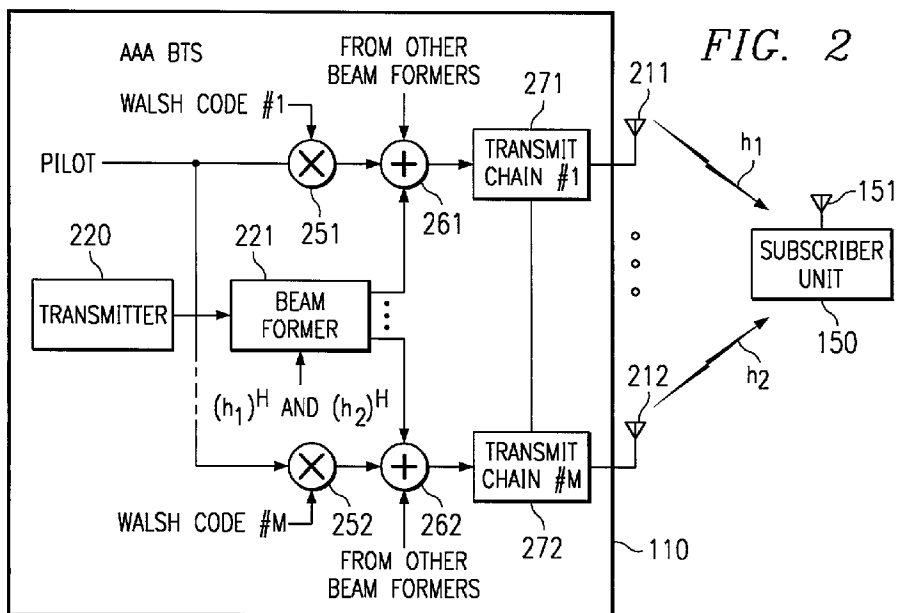 FIG. 2
AAA BTS
FROM OTHER
BEAM FORMERS
WALSH CODE #1
PILOT
251
261
271
TRANSMIT
CHAIN #1
211
h1
151
SUBSCRIBER
UNIT
150
220
TRANSMITTER
221
BEAM
FORMER
(h1)H AND (h2)H
h2
212
TRANSMIT
CHAIN #M
272
WALSH CODE #M
252
262
FROM OTHER
BEAM FORMERS
110